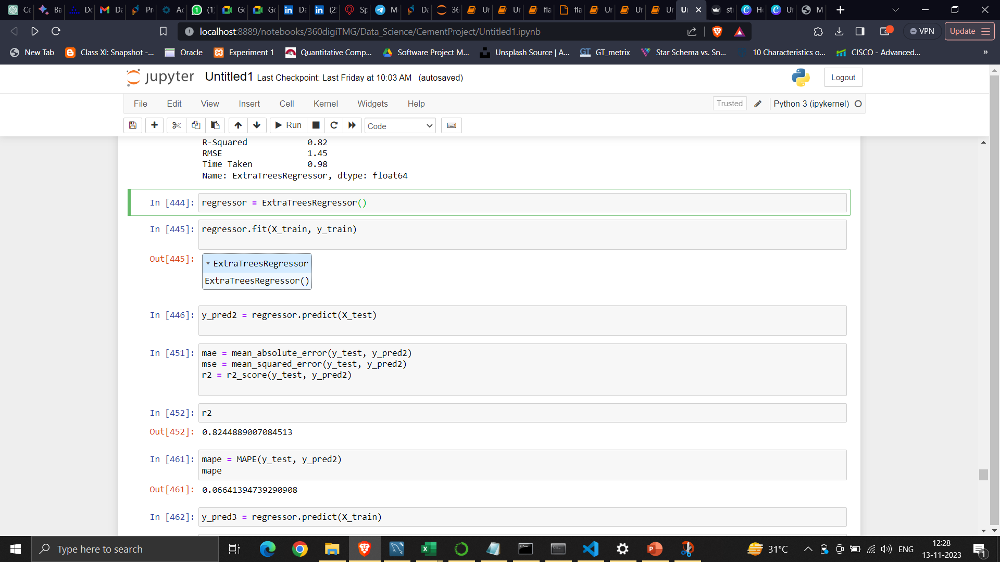 Ce Ba Do M Da Pr Ac (1) Go Go Da (2 Sp M Da 36 Ur Ur fla fla Ur Ur Ur Ur st H Ur M
localhost:8889/notebooks/360digiTMG/Data_Science/CementProject/Untitled1.ipynb VPN Update
New Tab Class XI: Snapshot -... Oracle Experiment 1 Quantitative Comp... Software Project M... Unsplash Source | A... GT GT_metrix Star Schema vs. Sn... 10 Characteristics o... CISCO - Advanced... »
jupyter Untitled1 Last Checkpoint: Last Friday at 10:03 AM (autosaved) Logout
File Edit View Insert Cell Kernel Widgets Help Trusted Python 3 (ipykernel)
Run Code
R-Squared 0.82
RMSE 1.45
Time Taken 0.98
Name: ExtraTreesRegressor, dtype: float64
In [444]: regressor = ExtraTreesRegressor()
In [445]: regressor.fit(X_train, y_train)
Out[445]: ExtraTreesRegressor
ExtraTreesRegressor()
In [446]: y_pred2 = regressor.predict(X_test)
In [451]: mae = mean_absolute_error(y_test, y_pred2)
mse = mean_squared_error(y_test, y_pred2)
r2 = r2_score(y_test, y_pred2)
In [452]: r2
Out[452]: 0.8244889007084513
In [461]: mape = MAPE(y_test, y_pred2)
mape
Out[461]: 0.06641394739290908
In [462]: y_pred3 = regressor.predict(X_train)
Type here to search 31°C ENG 12:28
13-11-2023 1